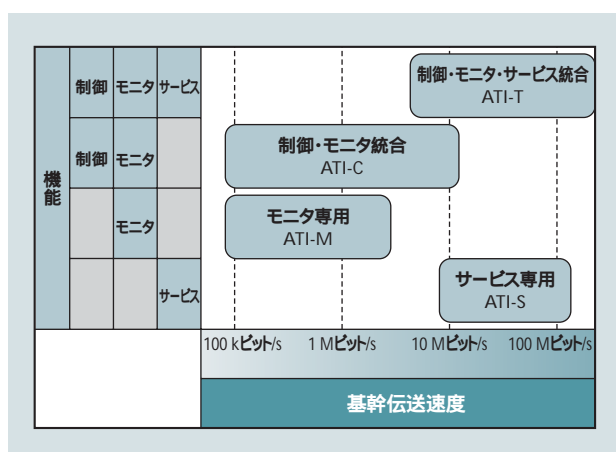 機能
制御 モニタ サービス
制御・モニタ・サービス統合
ATI-T
制御 モニタ
制御・モニタ統合
ATI-C
モニタ
モニタ専用
ATI-M
サービス
サービス専用
ATI-S
100 kビット/s 1 Mビット/s 10 Mビット/s 100 Mビット/s
基幹伝送速度